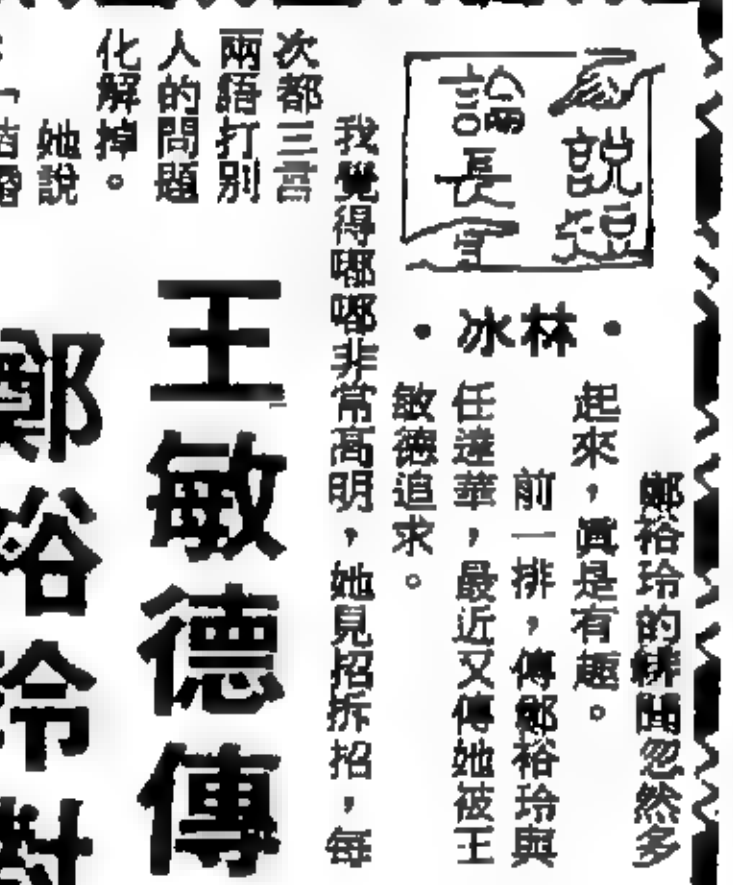 為說短
論長寫
•林冰•
鄭裕玲的緋聞忽然多
起來，真是有趣。
前一排，傳鄭裕玲與
任達華，最近又傳她被王
敏德追求。
我覺得嘟嘟非常高明，她見招拆招，每
次都三言
兩語打別
人的問題
化解掉。
她說
王敏德傳
鄭裕玲對